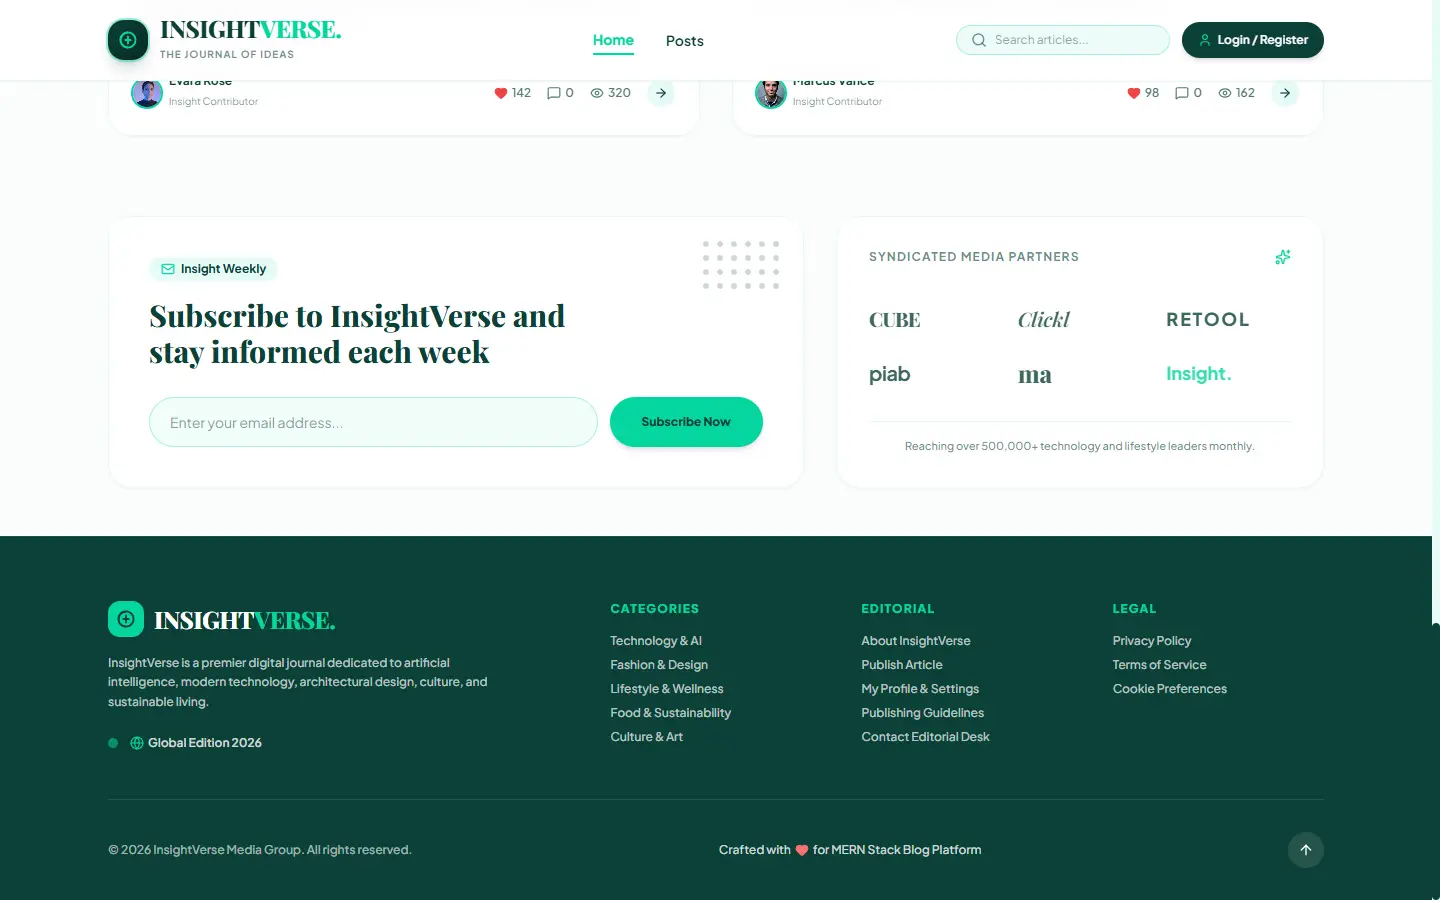 INSIGHTVERSE.
THE JOURNAL OF IDEAS
Home
Posts
Search articles...
Login / Register
Evara Rose
Insight Contributor
142
0
320
Marcus Vance
Insight Contributor
98
0
162
Insight Weekly
Subscribe to InsightVerse and
stay informed each week
Enter your email address...
Subscribe Now
SYNDICATED MEDIA PARTNERS
CUBE
Clickl
RETOOL
piab
ma
Insight.
Reaching over 500,000+ technology and lifestyle leaders monthly.
INSIGHTVERSE.
InsightVerse is a premier digital journal dedicated to artificial
intelligence, modern technology, architectural design, culture, and
sustainable living.
Global Edition 2026
CATEGORIES
Technology & AI
Fashion & Design
Lifestyle & Wellness
Food & Sustainability
Culture & Art
EDITORIAL
About InsightVerse
Publish Article
My Profile & Settings
Publishing Guidelines
Contact Editorial Desk
LEGAL
Privacy Policy
Terms of Service
Cookie Preferences
© 2026 InsightVerse Media Group. All rights reserved.
Crafted with ❤ for MERN Stack Blog Platform